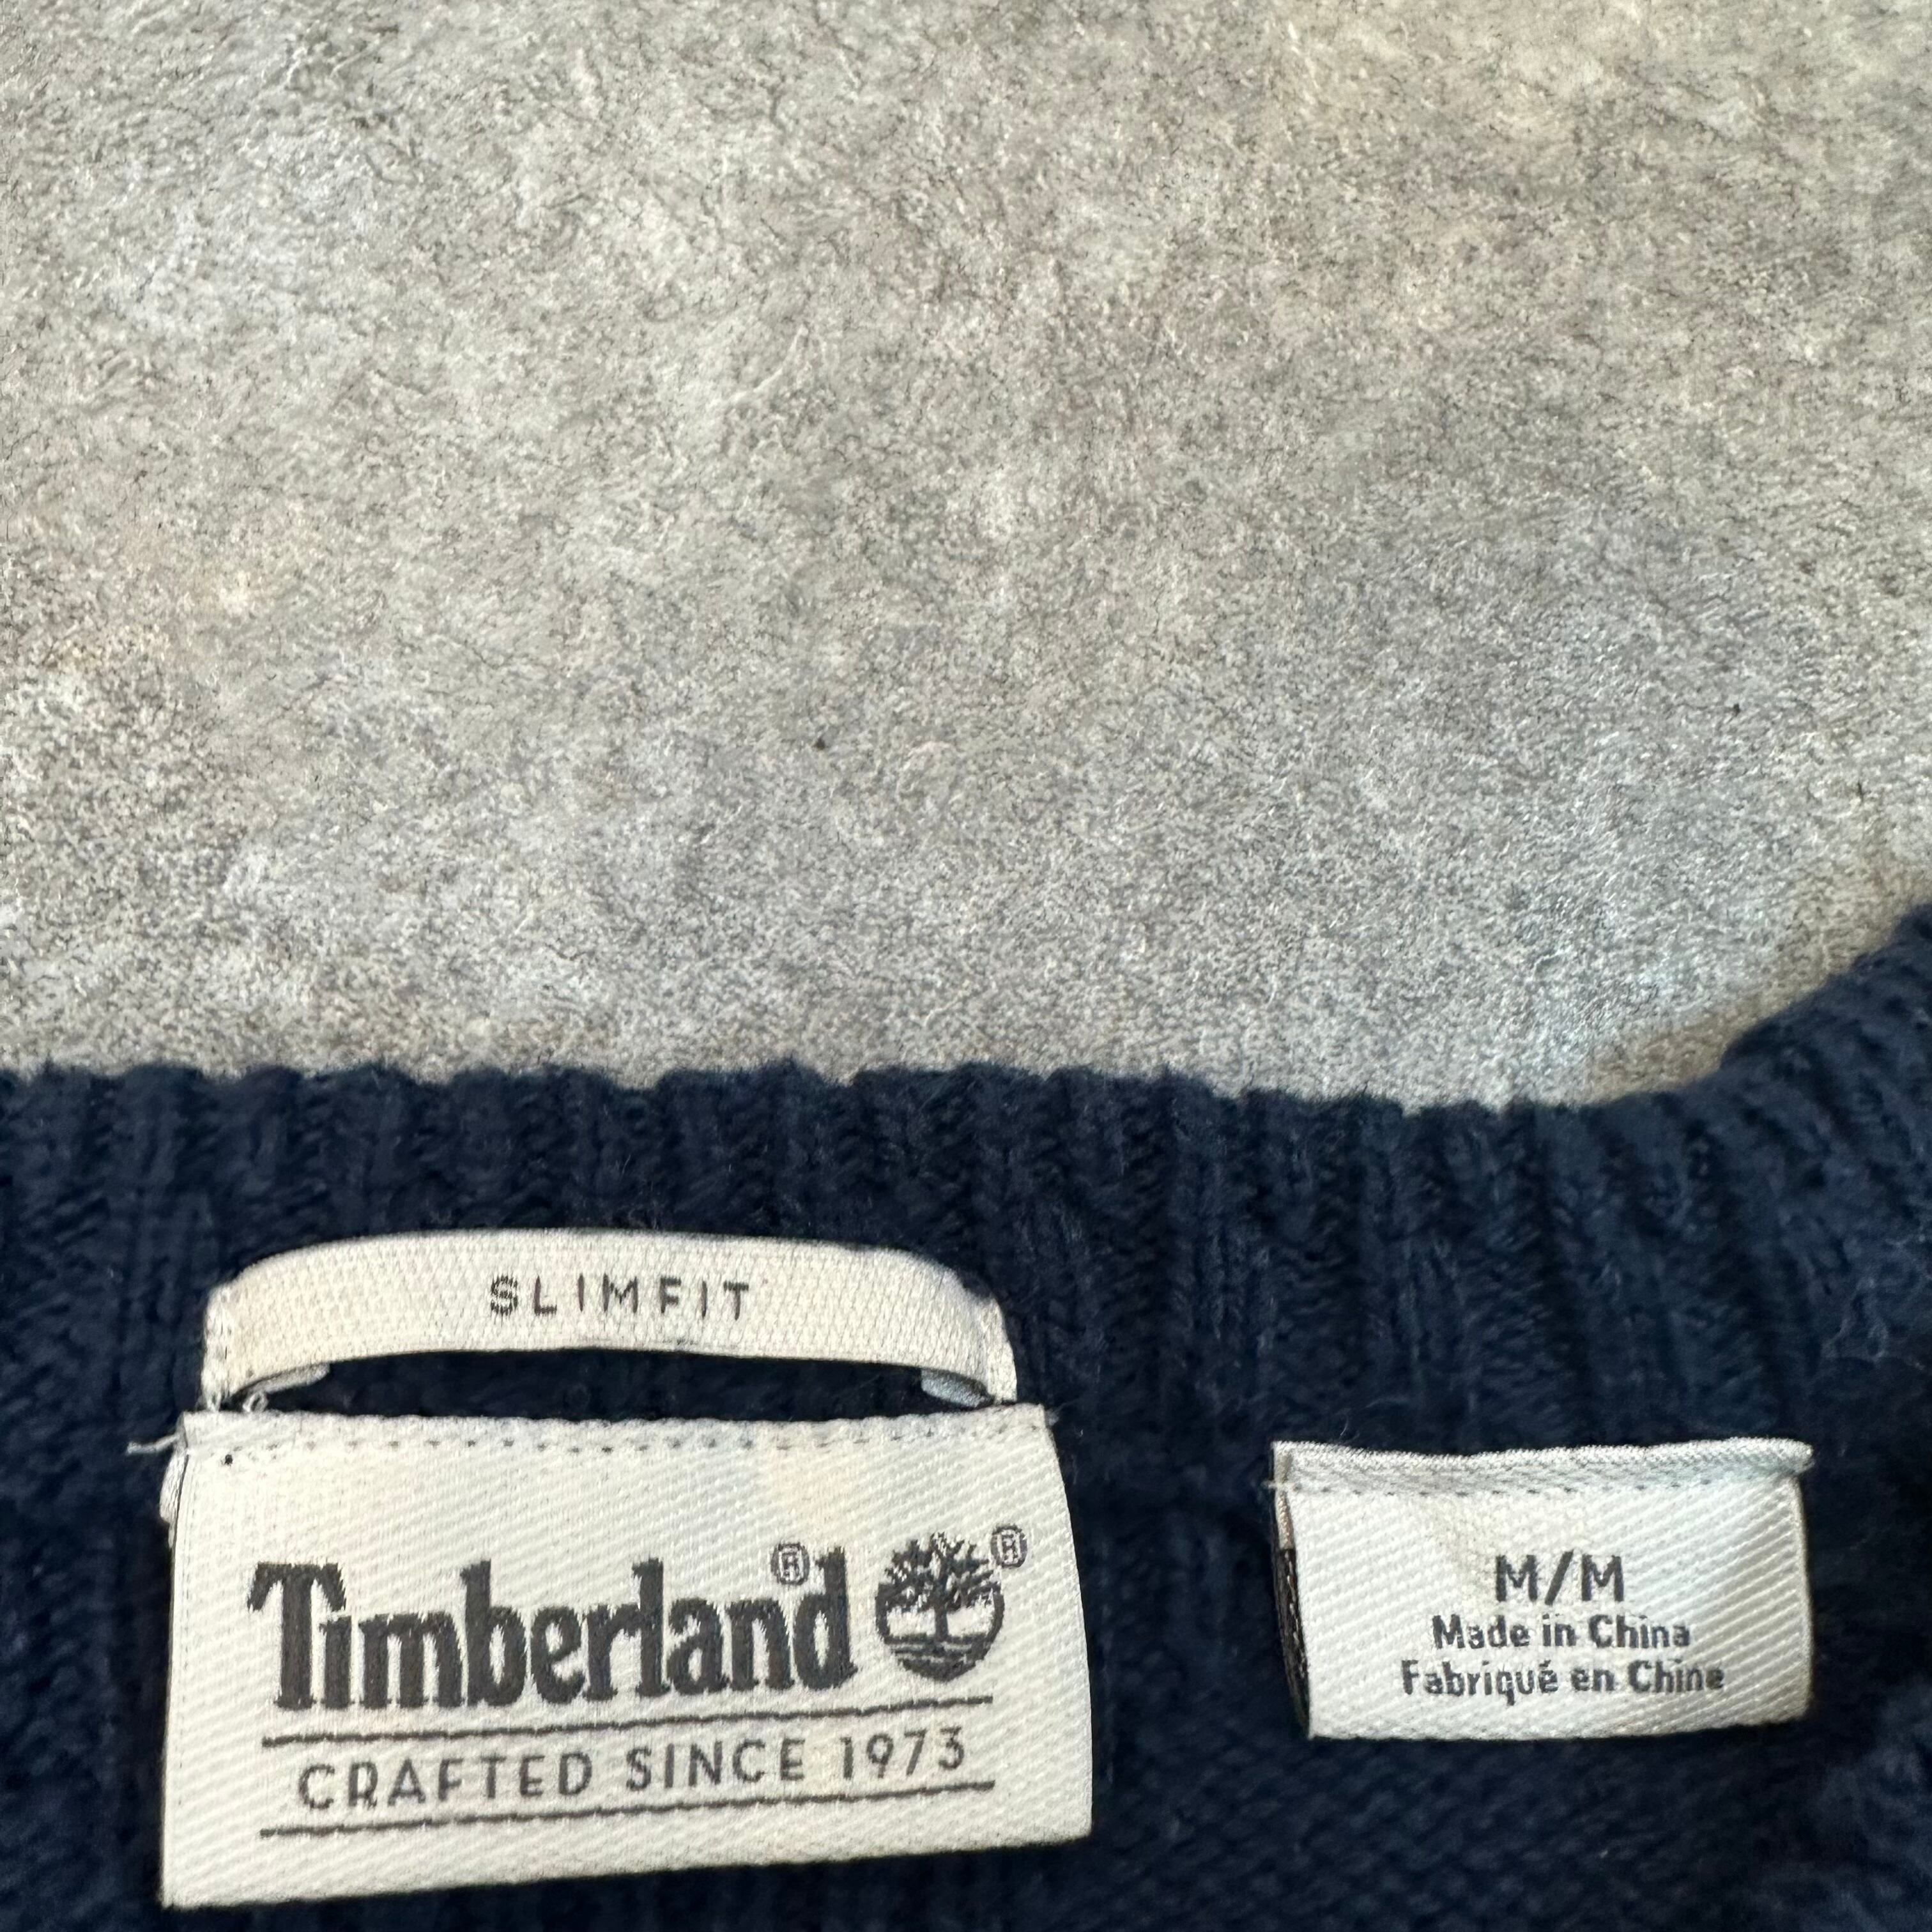 SLIMFIT
Timberland®
®
CRAFTED SINCE 1973
M/M
Made in China
Fabriqué en Chine